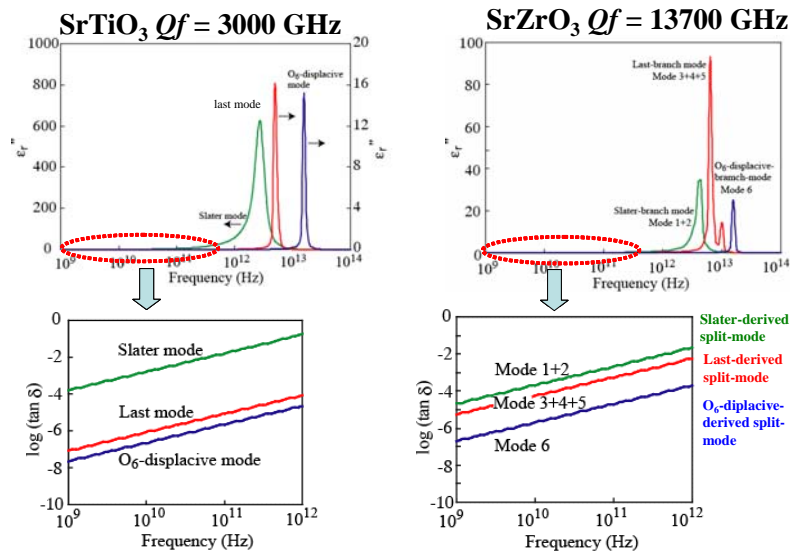 SrTiO3 Qf = 3000 GHz
1000
800
600
400
200
0
εr"
20
16
12
8
4
0
εr"
O6-displacive
mode
last mode
Slater mode
10^9
10^10
10^11
10^12
10^13
10^14
Frequency (Hz)
SrZrO3 Qf = 13700 GHz
100
80
60
40
20
εr"
Last-branch mode
Mode 3+4+5
O6-displacive-
branch-mode
Mode 6
Slater-branch mode
Mode 1+2
10^9
10^10
10^11
10^12
10^13
10^14
Frequency (Hz)
0
-2
-4
-6
-8
-10
log (tan δ)
Slater mode
Last mode
O6-displacive mode
10^9
10^10
10^11
10^12
Frequency (Hz)
0
-2
-4
-6
-8
-10
log (tan δ)
Mode 1+2
Mode 3+4+5
Mode 6
10^9
10^10
10^11
10^12
Frequency (Hz)
Slater-derived
split-mode
Last-derived
split-mode
O6-diplacive-
derived split-
mode